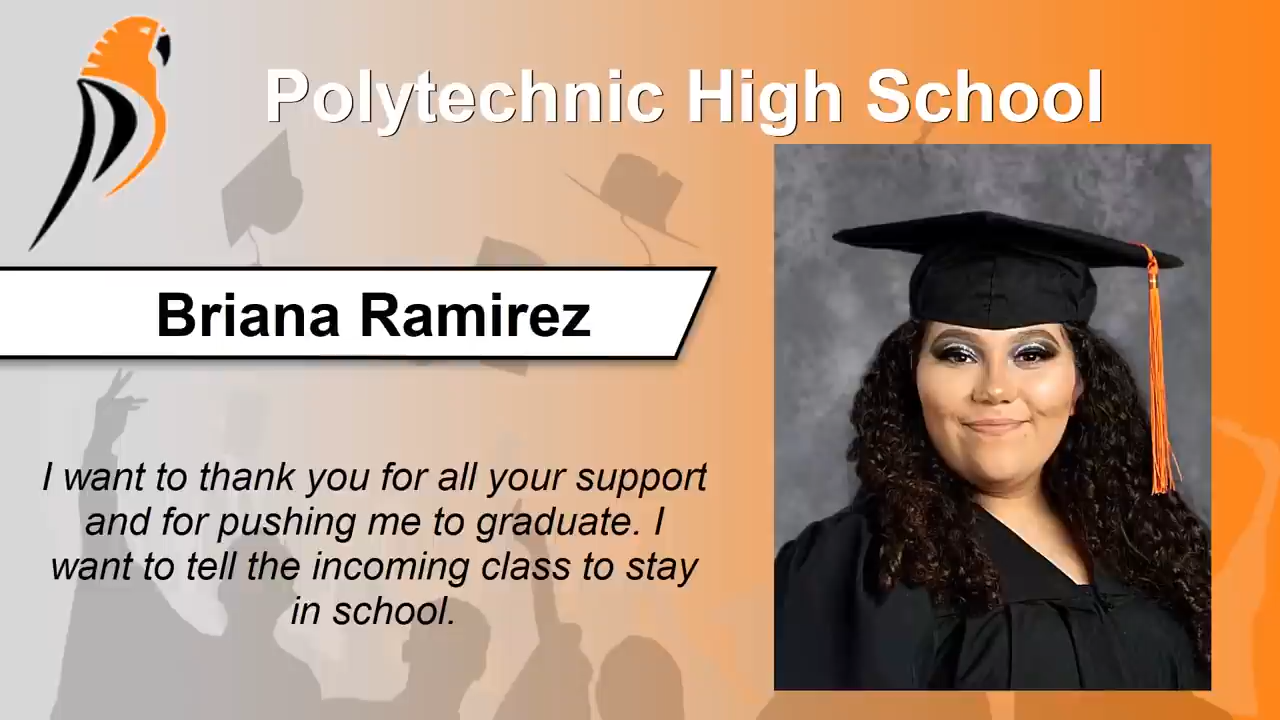 Polytechnic High School
Briana Ramirez
I want to thank you for all your support
and for pushing me to graduate. I
want to tell the incoming class to stay
in school.